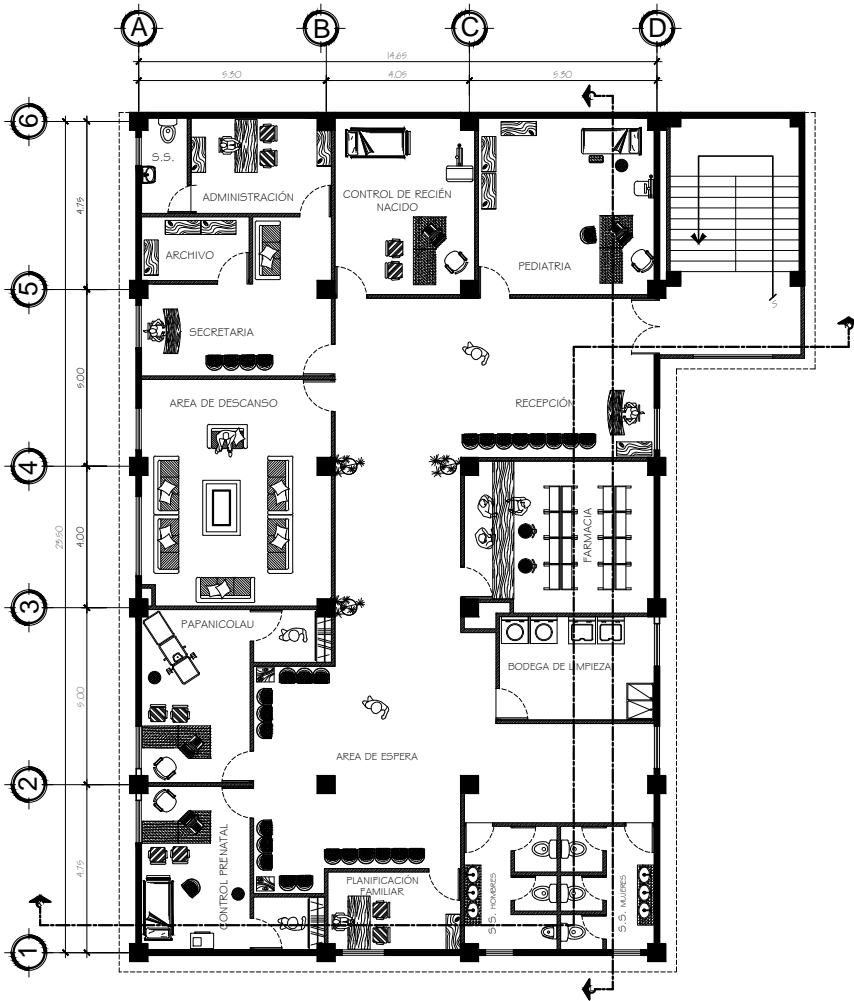 A
B
C
D
14.65
5.30
4.05
5.30
6
5
4
3
2
1
4.75
5.00
4.00
5.00
4.75
23.50
S.S.
ADMINISTRACIÓN
CONTROL DE RECIÉN
NACIDO
PEDIATRIA
ARCHIVO
SECRETARIA
S
AREA DE DESCANSO
RECEPCIÓN
FARMACIA
PAPANICOLAU
BODEGA DE LIMPIEZA
AREA DE ESPERA
CONTROL PRENATAL
PLANIFICACIÓN
FAMILIAR
S.S. HOMBRES
S.S. MUJERES